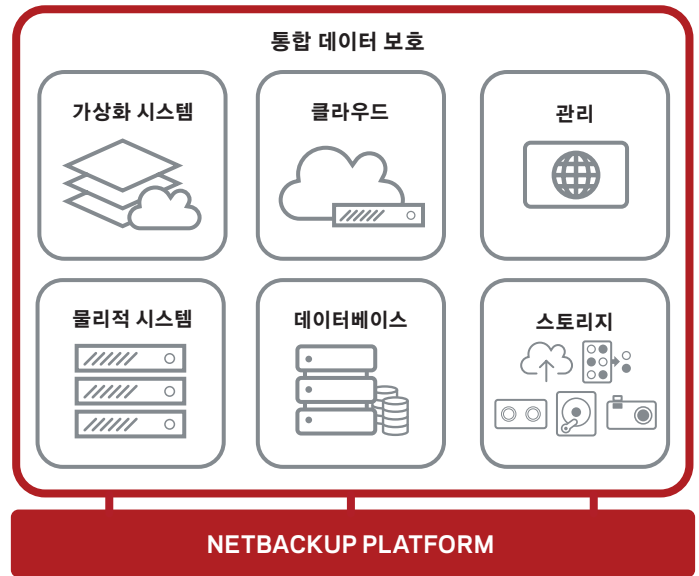 통합 데이터 보호
가상화 시스템
클라우드
관리
물리적 시스템
데이터베이스
스토리지
NETBACKUP PLATFORM